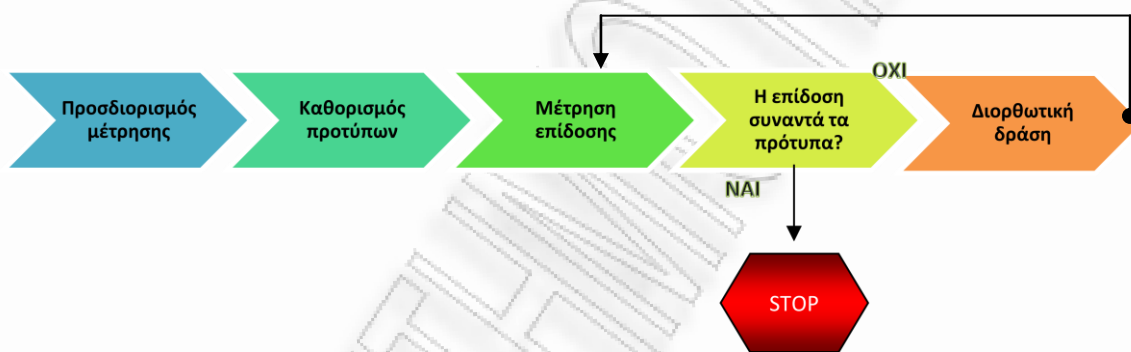 Προσδιορισμός
μέτρησης
Καθορισμός
προτύπων
Μέτρηση
επίδοσης
Η επίδοση
συναντά τα
πρότυπα?
ΟΧΙ
Διορθωτική
δράση
ΝΑΙ
STOP